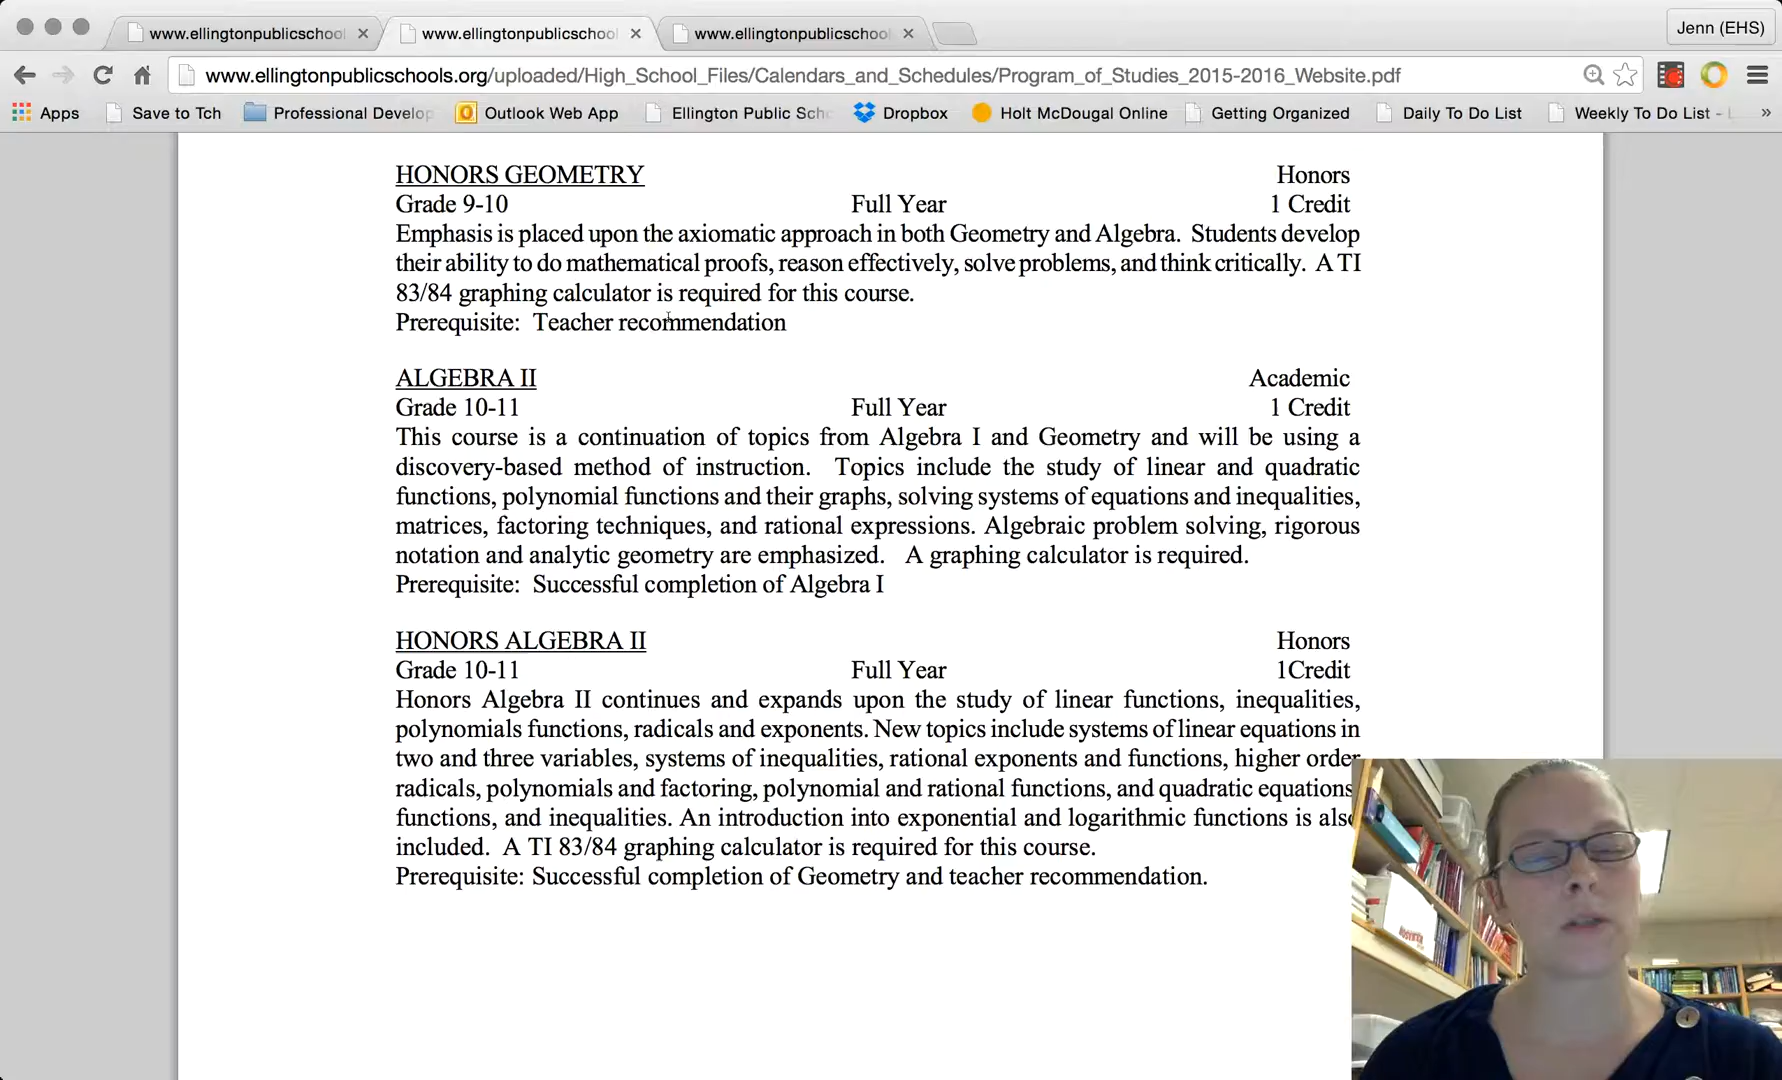 www.ellingtonpublicschool
www.ellingtonpublicschool
www.ellingtonpublicschool
Jenn (EHS)
www.ellingtonpublicschools.org/uploaded/High_School_Files/Calendars_and_Schedules/Program_of_Studies_2015-2016_Website.pdf
Apps Save to Tch Professional Develop Outlook Web App Ellington Public Sch Dropbox Holt McDougal Online Getting Organized Daily To Do List Weekly To Do List - »
HONORS GEOMETRY Honors
Grade 9-10 Full Year 1 Credit
Emphasis is placed upon the axiomatic approach in both Geometry and Algebra. Students develop
their ability to do mathematical proofs, reason effectively, solve problems, and think critically. A TI
83/84 graphing calculator is required for this course.
Prerequisite: Teacher recommendation
ALGEBRA II Academic
Grade 10-11 Full Year 1 Credit
This course is a continuation of topics from Algebra I and Geometry and will be using a
discovery-based method of instruction. Topics include the study of linear and quadratic
functions, polynomial functions and their graphs, solving systems of equations and inequalities,
matrices, factoring techniques, and rational expressions. Algebraic problem solving, rigorous
notation and analytic geometry are emphasized. A graphing calculator is required.
Prerequisite: Successful completion of Algebra I
HONORS ALGEBRA II Honors
Grade 10-11 Full Year 1Credit
Honors Algebra II continues and expands upon the study of linear functions, inequalities,
polynomials functions, radicals and exponents. New topics include systems of linear equations in
two and three variables, systems of inequalities, rational exponents and functions, higher order
radicals, polynomials and factoring, polynomial and rational functions, and quadratic equations
functions, and inequalities. An introduction into exponential and logarithmic functions is also
included. A TI 83/84 graphing calculator is required for this course.
Prerequisite: Successful completion of Geometry and teacher recommendation.